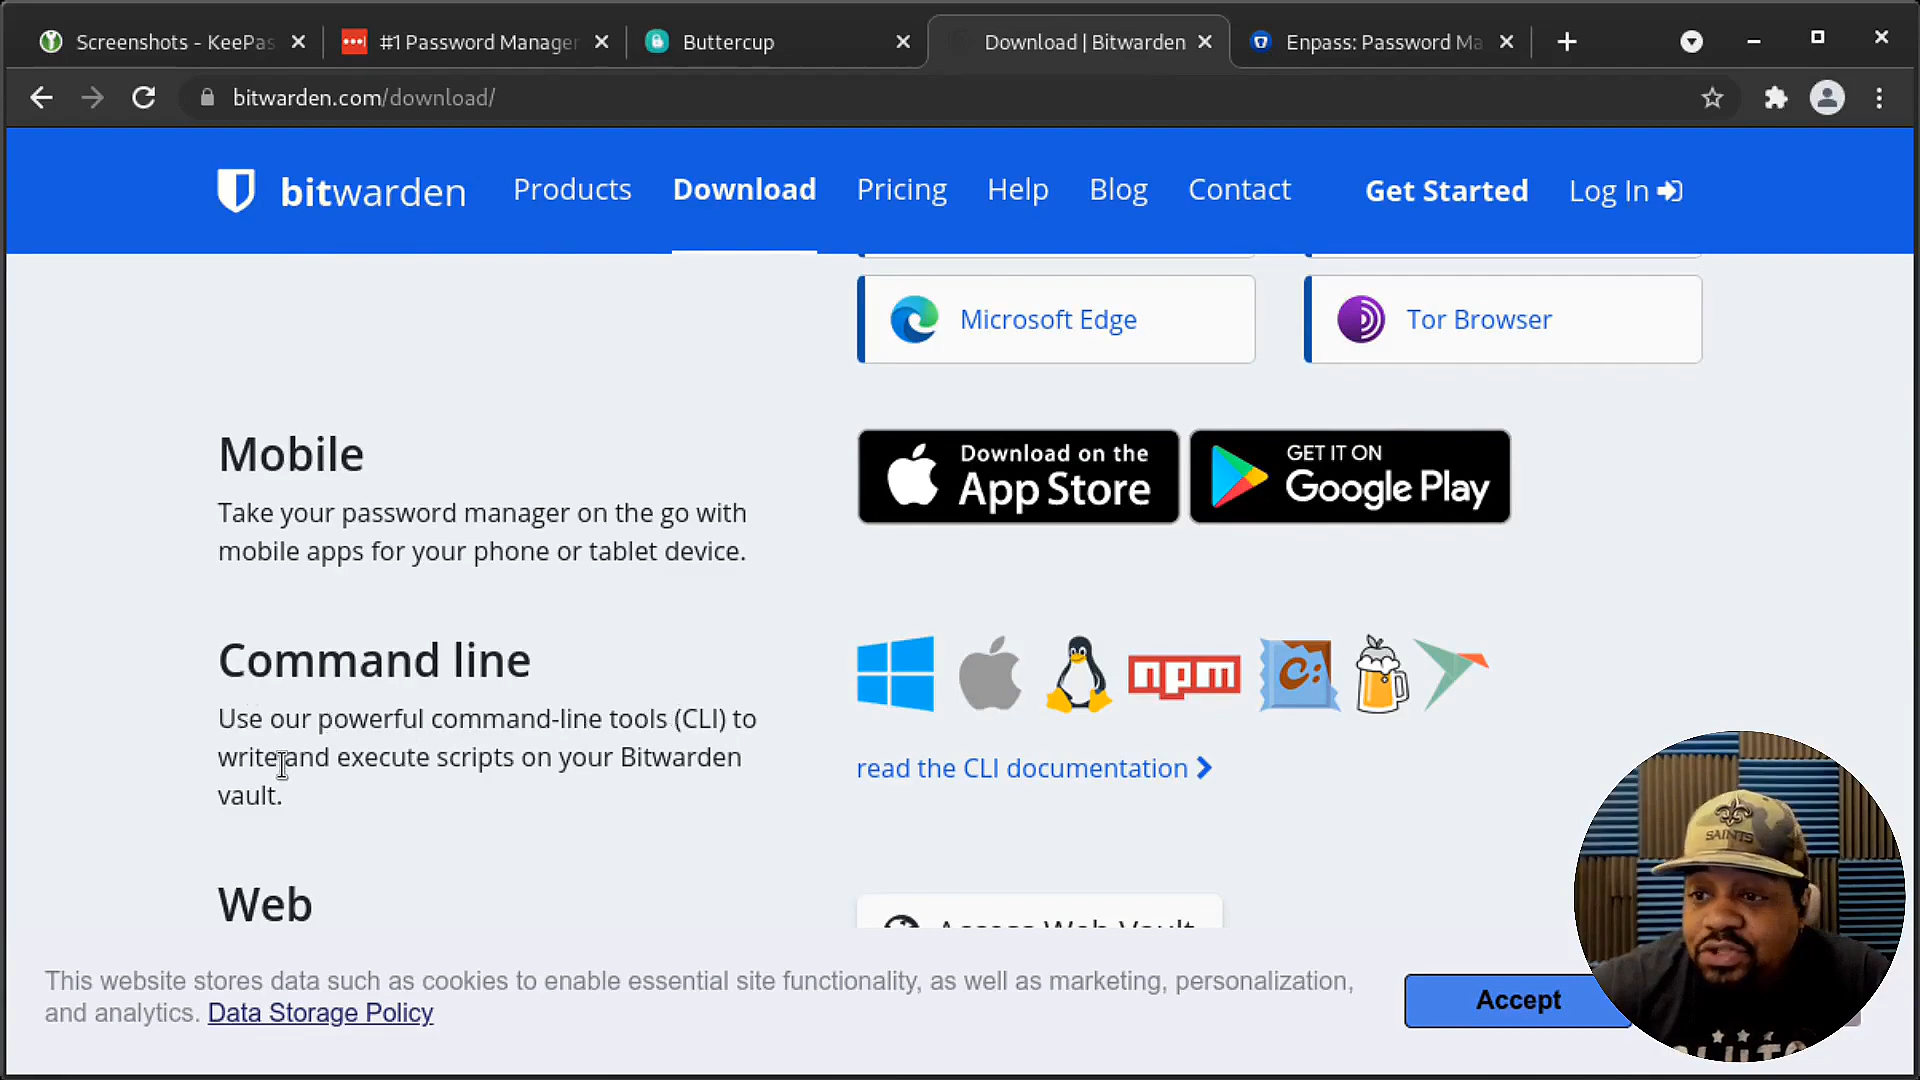 Screenshots - KeePas
#1 Password Manager
Buttercup
Download | Bitwarden
Enpass: Password Ma
bitwarden.com/download/
bitwarden
Products
Download
Pricing
Help
Blog
Contact
Get Started
Log In
Microsoft Edge
Tor Browser
Mobile
Take your password manager on the go with
mobile apps for your phone or tablet device.
Download on the
App Store
GET IT ON
Google Play
Command line
Use our powerful command-line tools (CLI) to
write and execute scripts on your Bitwarden
vault.
npm
C:
read the CLI documentation
Web
Access Web Vault
SAINTS
This website stores data such as cookies to enable essential site functionality, as well as marketing, personalization,
and analytics. Data Storage Policy
Accept